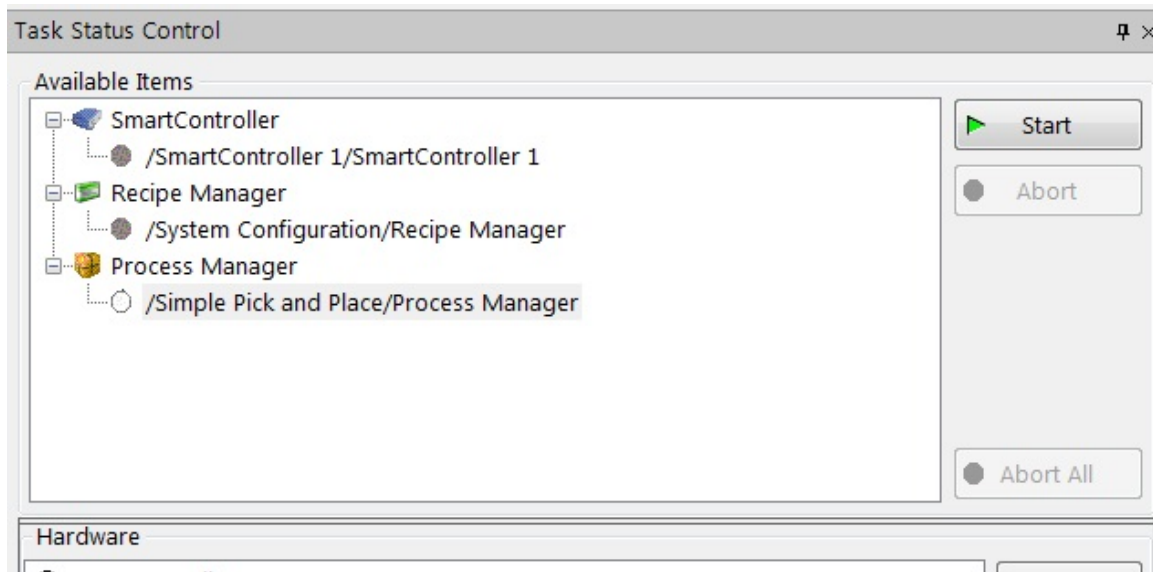 Task Status Control
Available Items
SmartController
/SmartController 1/SmartController 1
Recipe Manager
/System Configuration/Recipe Manager
Process Manager
/Simple Pick and Place/Process Manager
Start
Abort
Abort All
Hardware